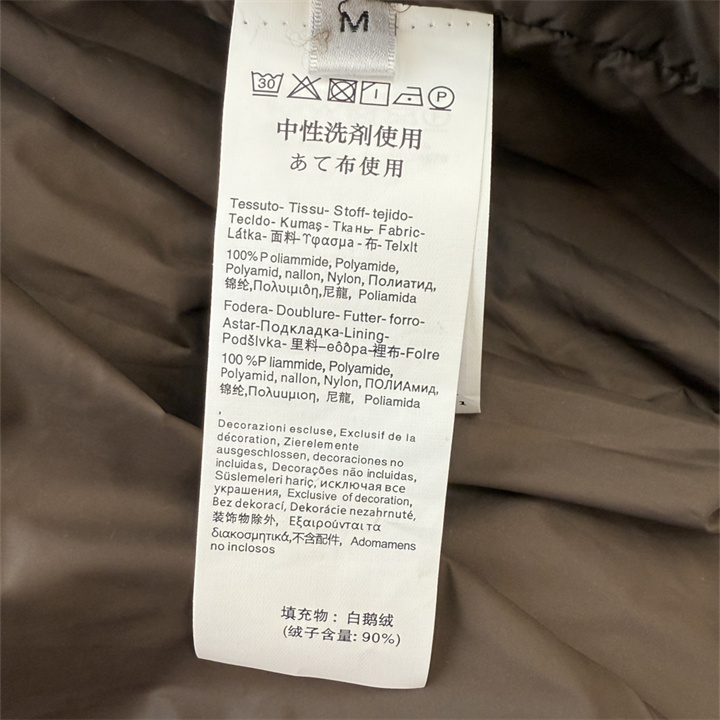 M
30 P
中性洗剤使用
あて布使用
Tessuto- Tissu- Stoff- tejido-
Tecldo- Kumaş- Ткань- Fabric-
Látka- 面料- Ύφασμα -布- Telxlt
100%Poliammide, Polyamide,
Polyamid, nallon, Nylon, Полиатид,
锦纶,Πολυιμιδη,尼龍, Poliamida
Fodera- Doublure- Futter- forro-
Astar-Подкладка-Lining-
Podšlvka- 里料-еôôра-裡布-Folre
100 %P liammide, Polyamide,
Polyamid, nallon, Nylon, ПОЛИАмид,
锦纶,Πολυυμιοη, 尼龍, Poliamida
,
Decorazioni escluse, Exclusif de la
décoration, Zierelemente
ausgeschlossen, decoraciones no
incluidas, Decorações não incluidas,
Süslemeleri hariç, исключая все
украшения, Exclusive of decoration,
Bez dekorací, Dekorácie nezahrnuté,
装饰物除外, Εξαιρούνται τα
διακοσμητικά,不含配件, Adomamens
no inclosos
填充物: 白鹅绒
(绒子含量: 90%)